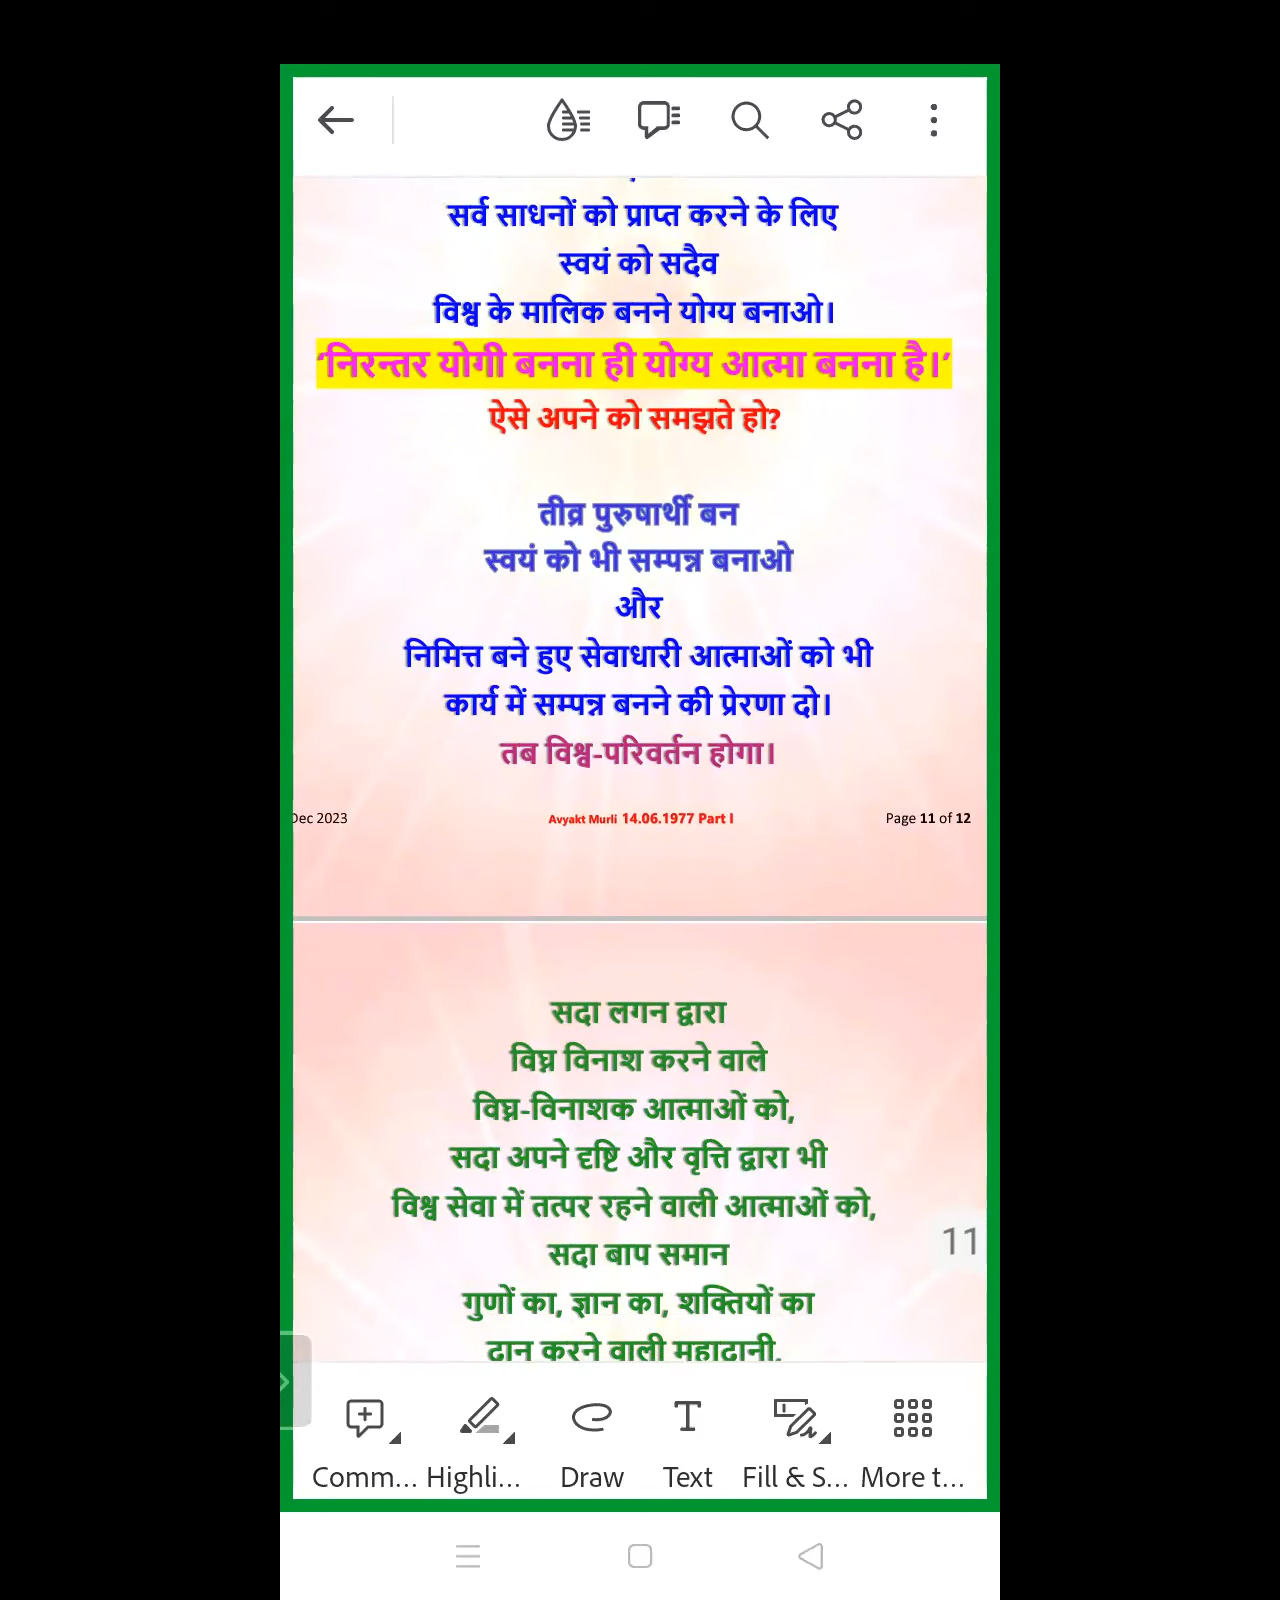 सर्व साधनों को प्राप्त करने के लिए
स्वयं को सदैव
विश्व के मालिक बनने योग्य बनाओ।
‘निरन्तर योगी बनना ही योग्य आत्मा बनना है।’
ऐसे अपने को समझते हो?
तीव्र पुरुषार्थी बन
स्वयं को भी सम्पन्न बनाओ
और
निमित्त बने हुए सेवाधारी आत्माओं को भी
कार्य में सम्पन्न बनने की प्रेरणा दो।
तब विश्व-परिवर्तन होगा।
Dec 2023 Avyakt Murli 14.06.1977 Part I Page 11 of 12
सदा लगन द्वारा
विघ्न विनाश करने वाले
विघ्न-विनाशक आत्माओं को,
सदा अपने दृष्टि और वृत्ति द्वारा भी
विश्व सेवा में तत्पर रहने वाली आत्माओं को,
11
सदा बाप समान
गुणों का, ज्ञान का, शक्तियों का
दान करने वाली महादानी,
Comm... Highli... Draw Text Fill & S... More t...